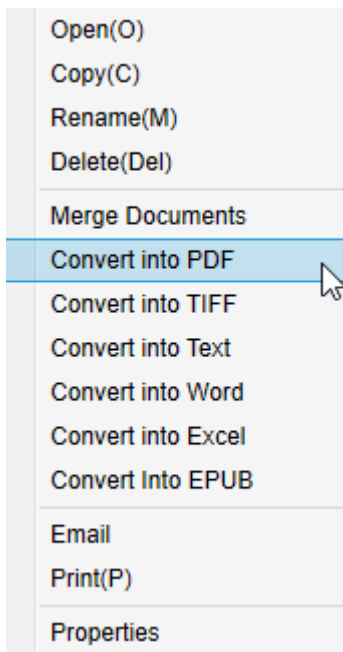 Open(O)
Copy(C)
Rename(M)
Delete(Del)
Merge Documents
Convert into PDF
Convert into TIFF
Convert into Text
Convert into Word
Convert into Excel
Convert Into EPUB
Email
Print(P)
Properties